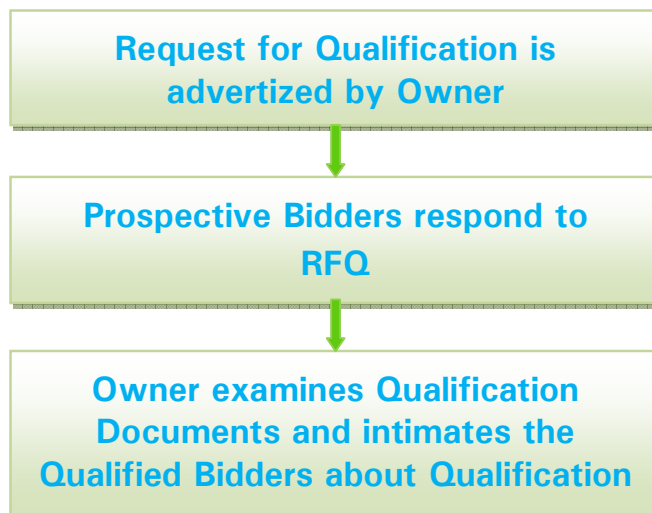 Request for Qualification is
advertized by Owner
Prospective Bidders respond to
RFQ
Owner examines Qualification
Documents and intimates the
Qualified Bidders about Qualification